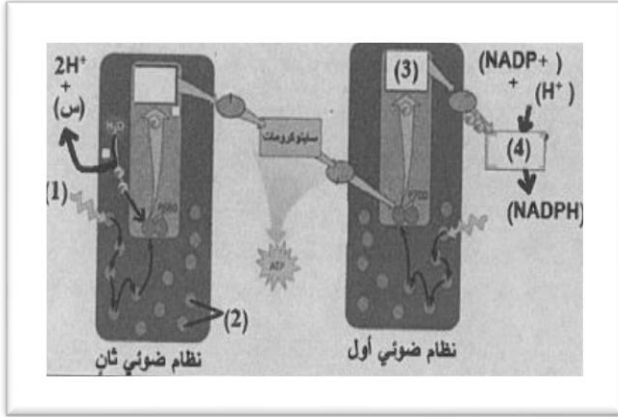 2H⁺
+
(س)
H₂O
(1)
P680
(2)
نظام ضوئي ثانٍ
سايتوكرومات
ATP
(3)
P700
(NADP+)
+
(H⁺)
(4)
(NADPH)
نظام ضوئي أول